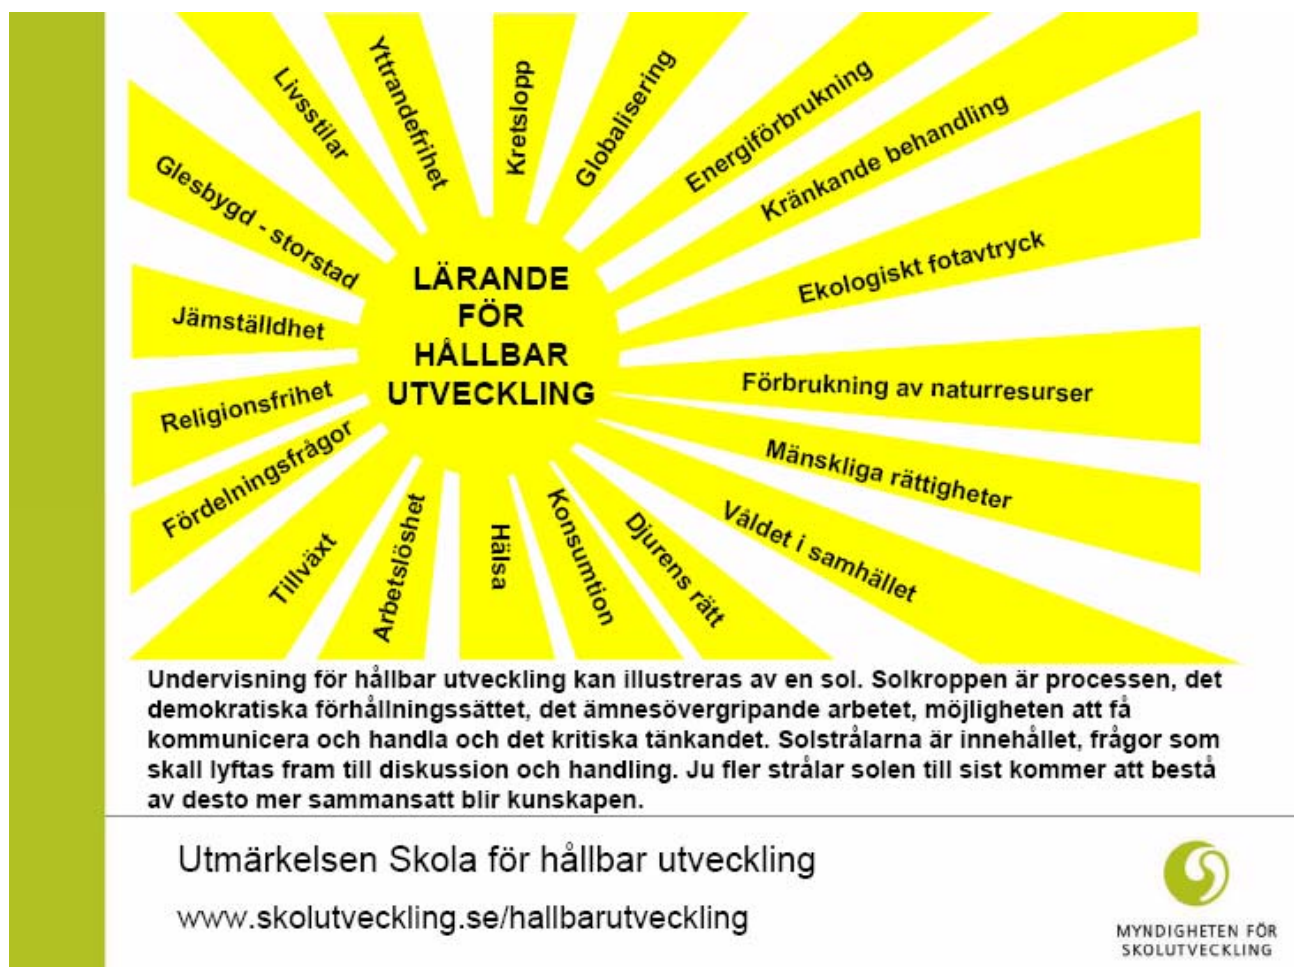 Livsstilar
Yttrandefrihet
Kretslopp
Globalisering
Energiförbrukning
Kränkande behandling
Ekologiskt fotavtryck
Förbrukning av naturresurser
Mänskliga rättigheter
Våldet i samhället
Djurens rätt
Konsumtion
Hälsa
Arbetslöshet
Tillväxt
Fördelningsfrågor
Religionsfrihet
Jämställdhet
Glesbygd - storstad
LÄRANDE
FÖR
HÅLLBAR
UTVECKLING
Undervisning för hållbar utveckling kan illustreras av en sol. Solkroppen är processen, det
demokratiska förhållningssättet, det ämnesövergripande arbetet, möjligheten att få
kommunicera och handla och det kritiska tänkandet. Solstrålarna är innehållet, frågor som
skall lyftas fram till diskussion och handling. Ju fler strålar solen till sist kommer att bestå
av desto mer sammansatt blir kunskapen.
Utmärkelsen Skola för hållbar utveckling
www.skolutveckling.se/hallbarutveckling
MYNDIGHETEN FÖR
SKOLUTVECKLING